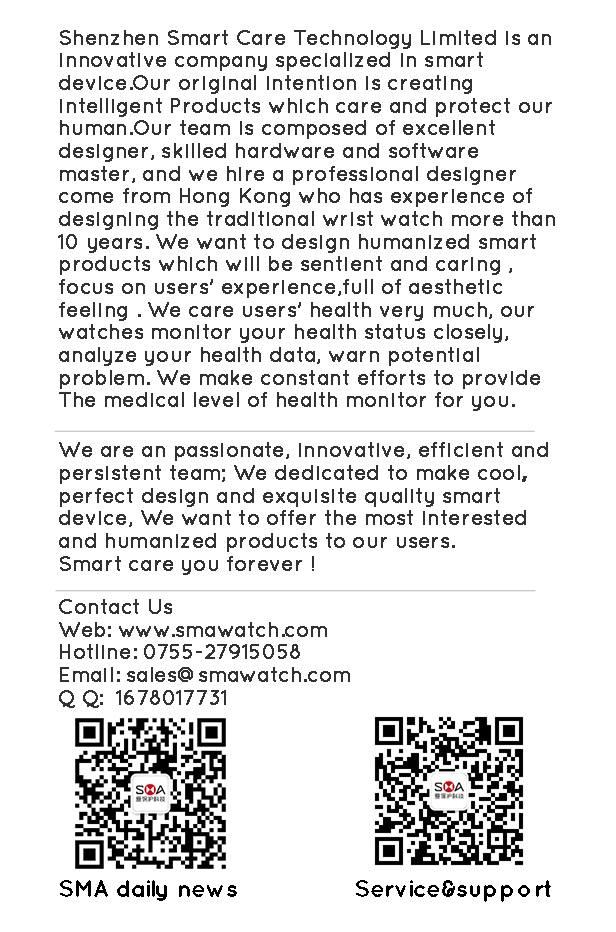 Shenzhen Smart Care Technology Limited is an
innovative company specialized in smart
device.Our original intention is creating
Intelligent Products which care and protect our
human.Our team is composed of excellent
designer, skilled hardware and software
master, and we hire a professional designer
come from Hong Kong who has experience of
designing the traditional wrist watch more than
10 years. We want to design humanized smart
products which will be sentient and caring ,
focus on users' experience,full of aesthetic
feeling . We care users' health very much, our
watches monitor your health status closely,
analyze your health data, warn potential
problem. We make constant efforts to provide
The medical level of health monitor for you.
We are an passionate, innovative, efficient and
persistent team; We dedicated to make cool,
perfect design and exquisite quality smart
device, We want to offer the most interested
and humanized products to our users.
Smart care you forever !
Contact Us
Web: www.smawatch.com
Hotline: 0755-27915058
Email: sales@smawatch.com
Q Q: 1678017731
SMA SMA
SMA daily news Service&support